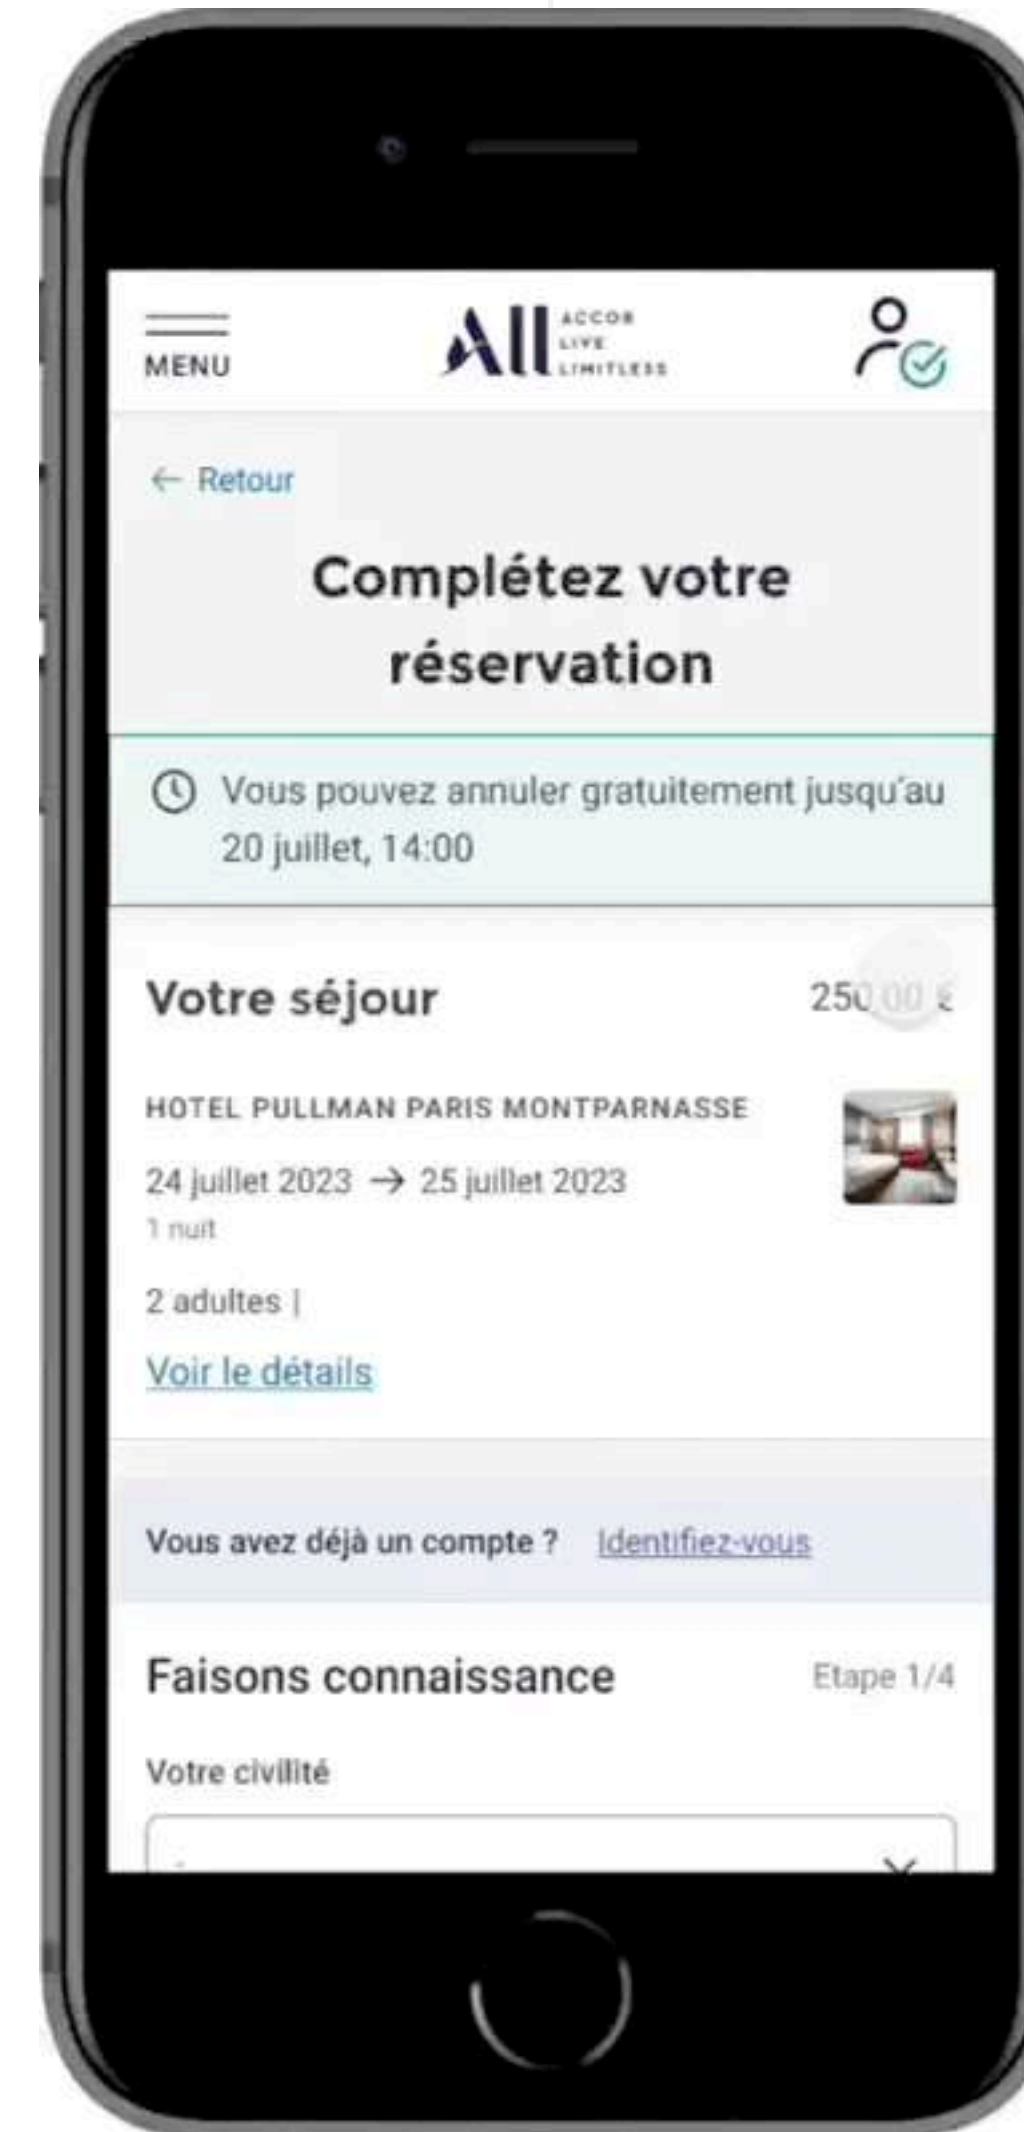 MENU
All ACCOR
LIVE
LIMITLESS
← Retour
Complétez votre
réservation
Vous pouvez annuler gratuitement jusqu'au
20 juillet, 14:00
Votre séjour 250,00 €
HOTEL PULLMAN PARIS MONTPARNASSE
24 juillet 2023 → 25 juillet 2023
1 nuit
2 adultes |
Voir le détails
Vous avez déjà un compte ? Identifiez-vous
Faisons connaissance Etape 1/4
Votre civilité
-